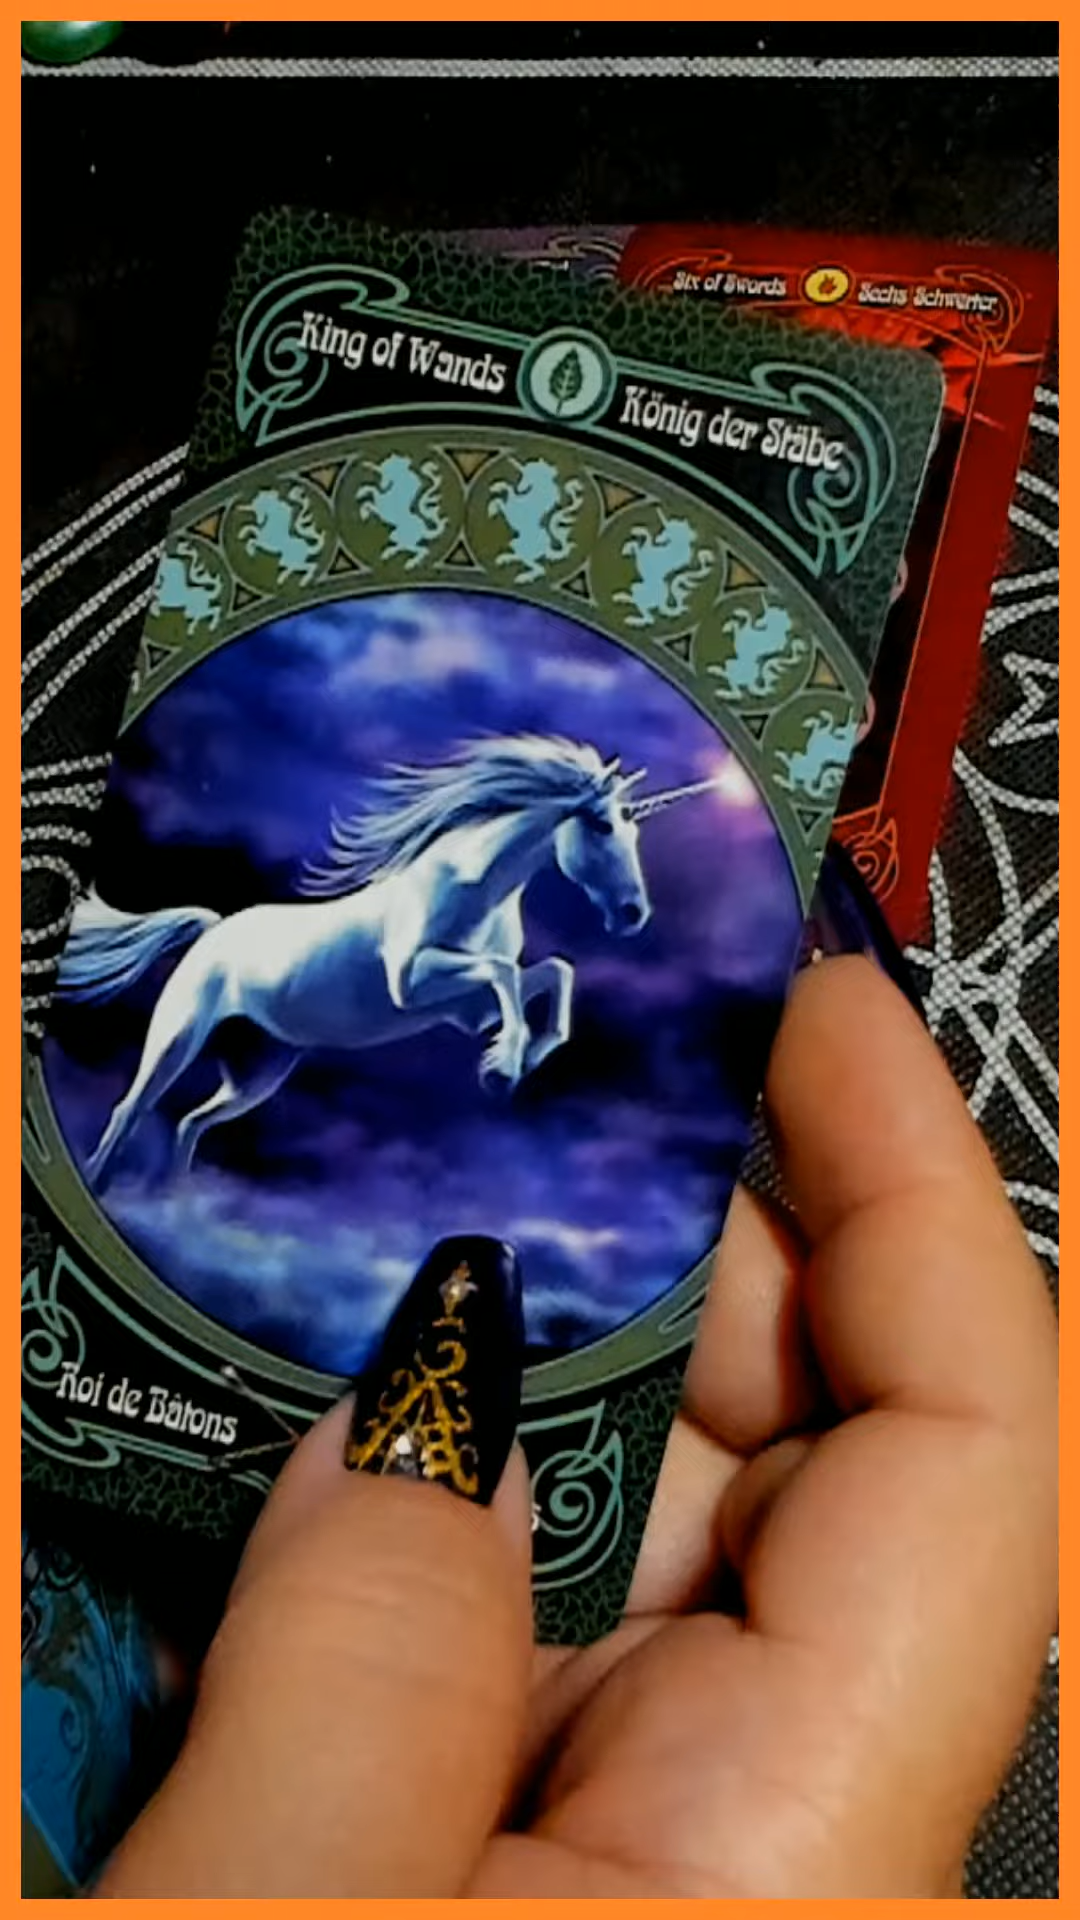 Six of Swords Sechs Schwerter
King of Wands König der Stäbe
Roi de Bâtons